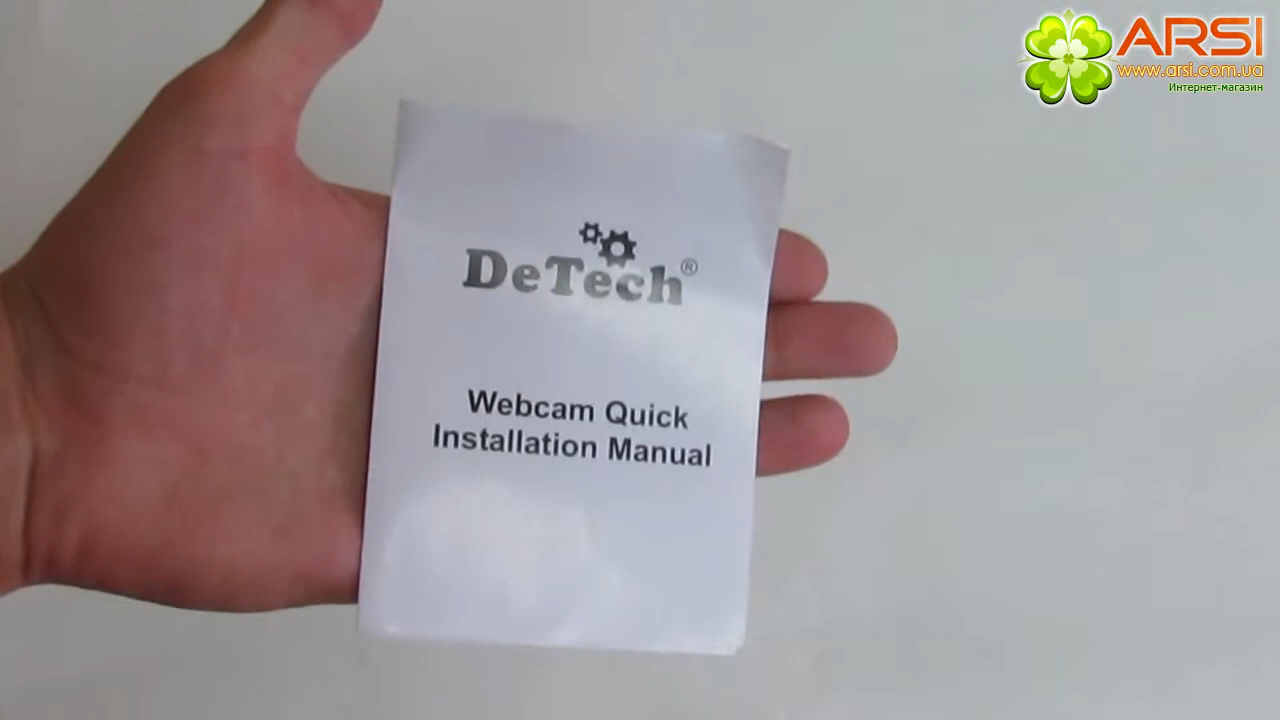 ARSI
www.arsi.com.ua
Интернет-магазин
DeTech®
Webcam Quick
Installation Manual